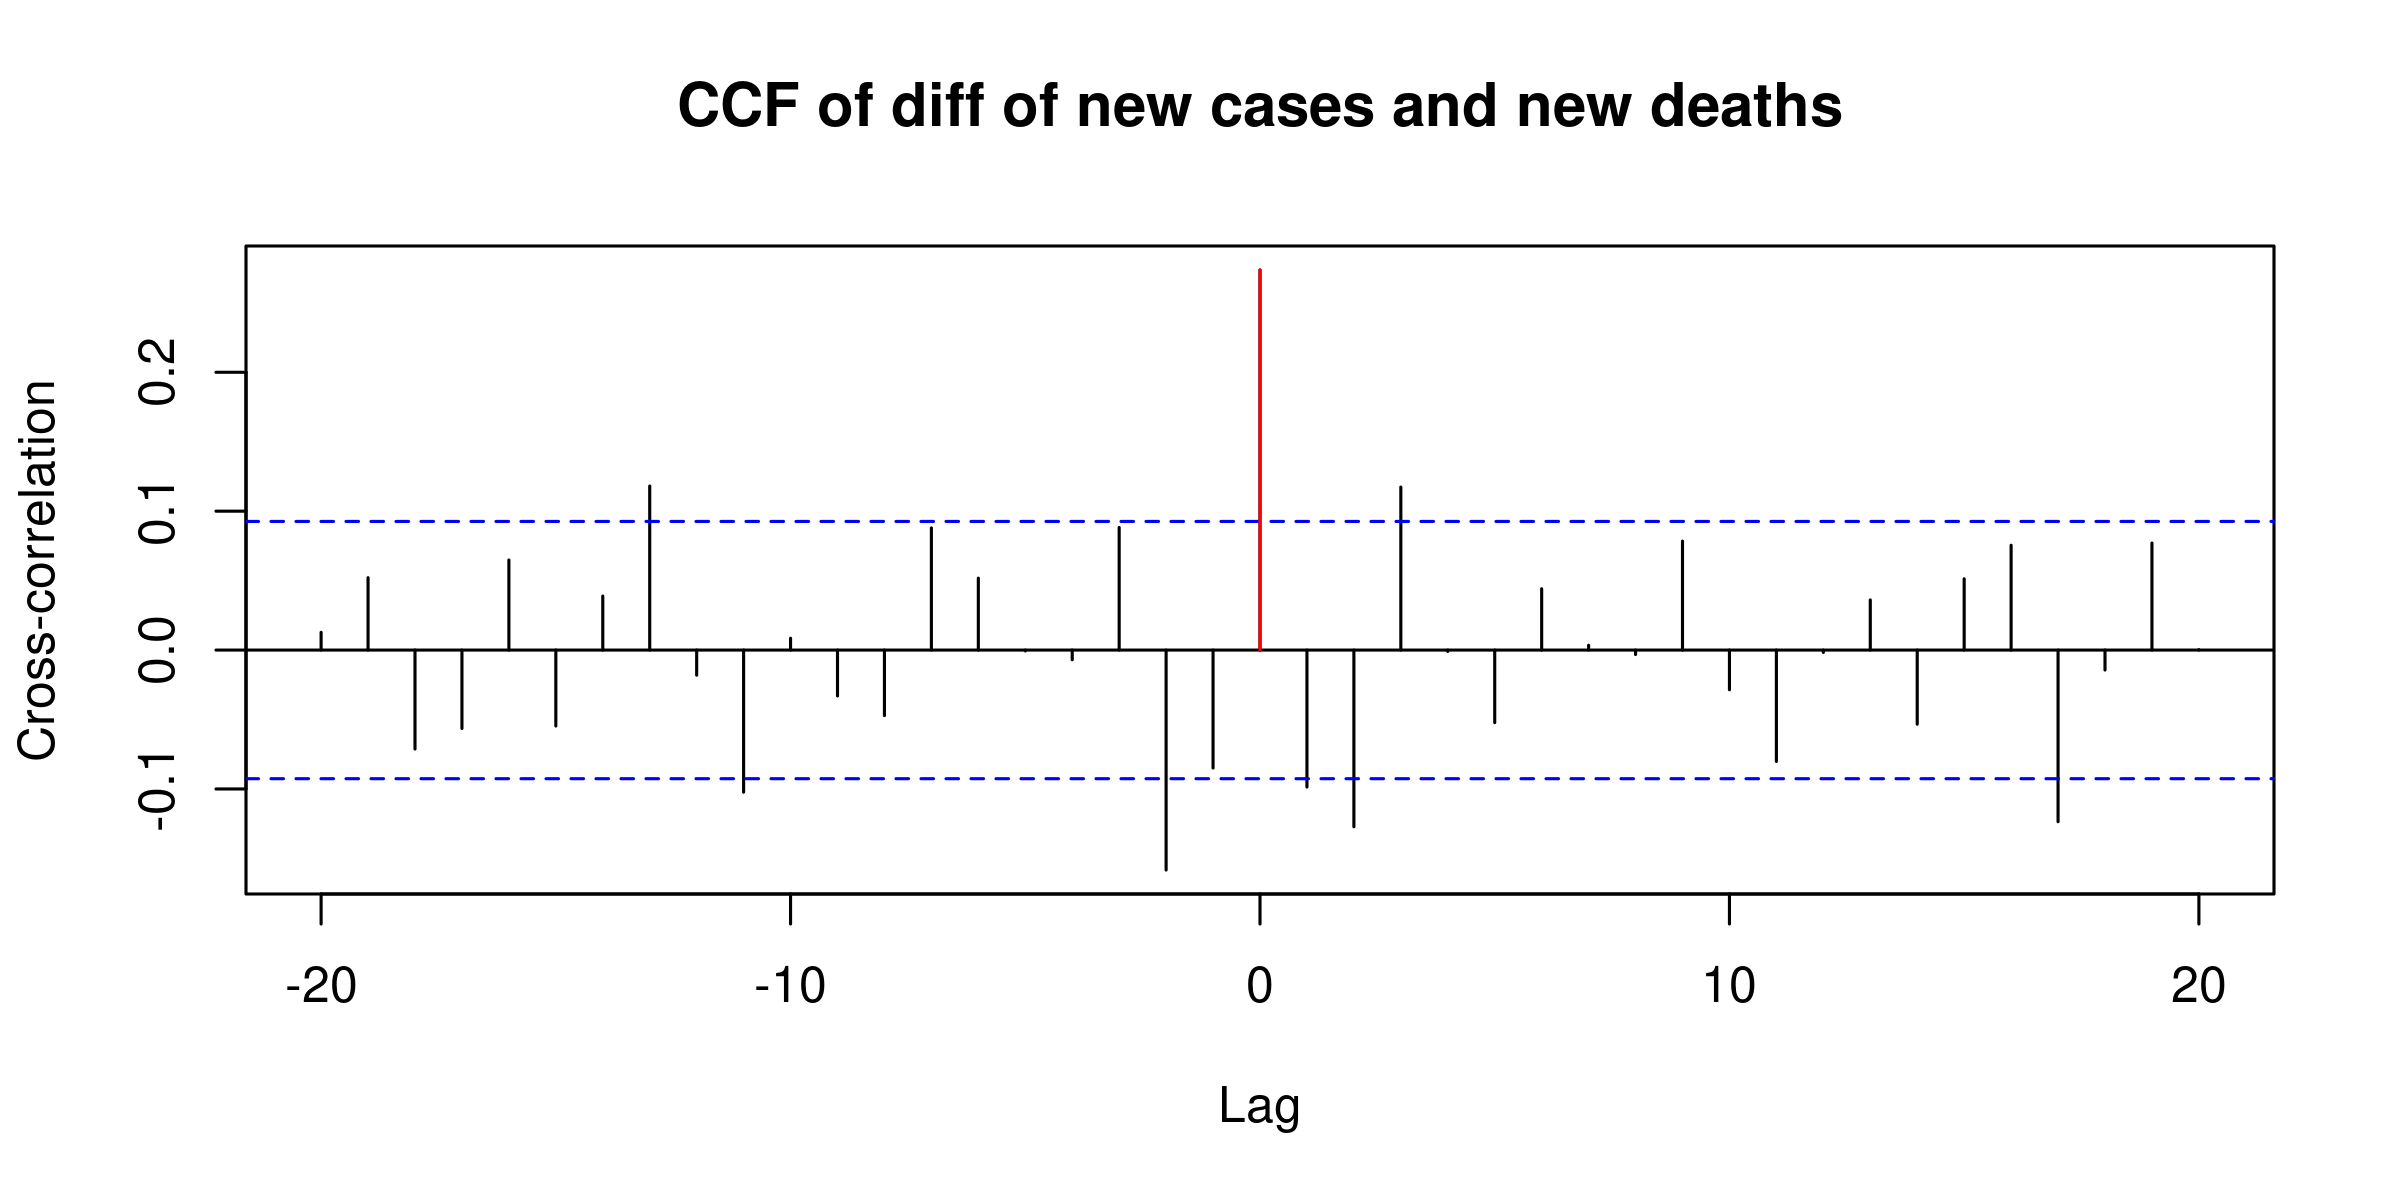 CCF of diff of new cases and new deaths
Cross-correlation
0.2
0.1
0.0
-0.1
-20 -10 0 10 20
Lag